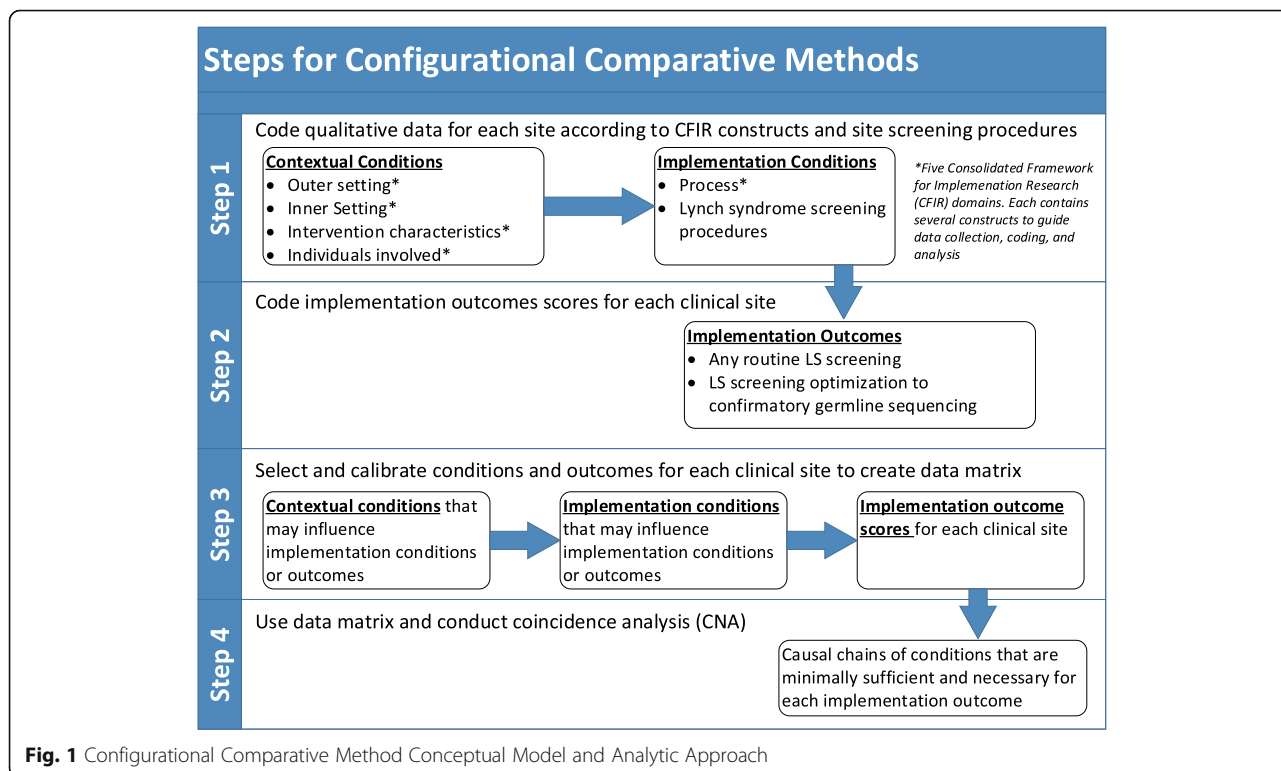 Steps for Configurational Comparative Methods
Step 1
Code qualitative data for each site according to CFIR constructs and site screening procedures
Contextual Conditions
• Outer setting*
• Inner Setting*
• Intervention characteristics*
• Individuals involved*
Implementation Conditions
• Process*
• Lynch syndrome screening
procedures
*Five Consolidated Framework
for Implemenation Research
(CFIR) domains. Each contains
several constructs to guide
data collection, coding, and
analysis
Step 2
Code implementation outcomes scores for each clinical site
Implementation Outcomes
• Any routine LS screening
• LS screening optimization to
confirmatory germline sequencing
Step 3
Select and calibrate conditions and outcomes for each clinical site to create data matrix
Contextual conditions that
may influence
implementation conditions
or outcomes
Implementation conditions
that may influence
implementation conditions
or outcomes
Implementation outcome
scores for each clinical site
Step 4
Use data matrix and conduct coincidence analysis (CNA)
Causal chains of conditions that are
minimally sufficient and necessary for
each implementation outcome
Fig. 1 Configurational Comparative Method Conceptual Model and Analytic Approach